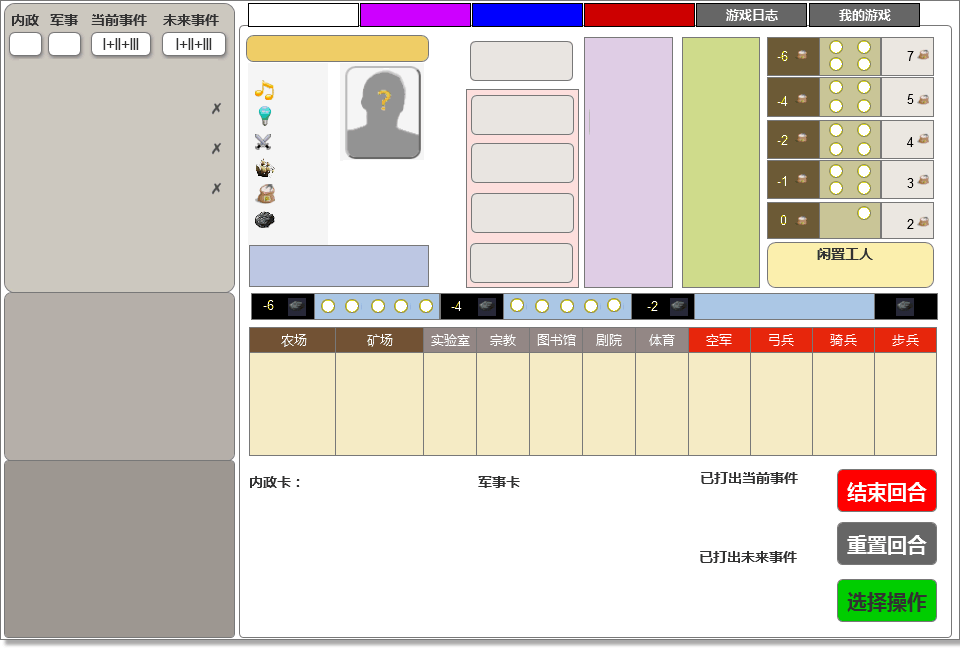 内政 军事 当前事件 未来事件
I+II+III I+II+III
✗
✗
✗
游戏日志 我的游戏
?
-6 7
-4 5
-2 4
-1 3
0 2
闲置工人
-6 -4 -2
农场 矿场 实验室 宗教 图书馆 剧院 体育 空军 弓兵 骑兵 步兵
内政卡： 军事卡 已打出当前事件
结束回合
重置回合
已打出未来事件
选择操作